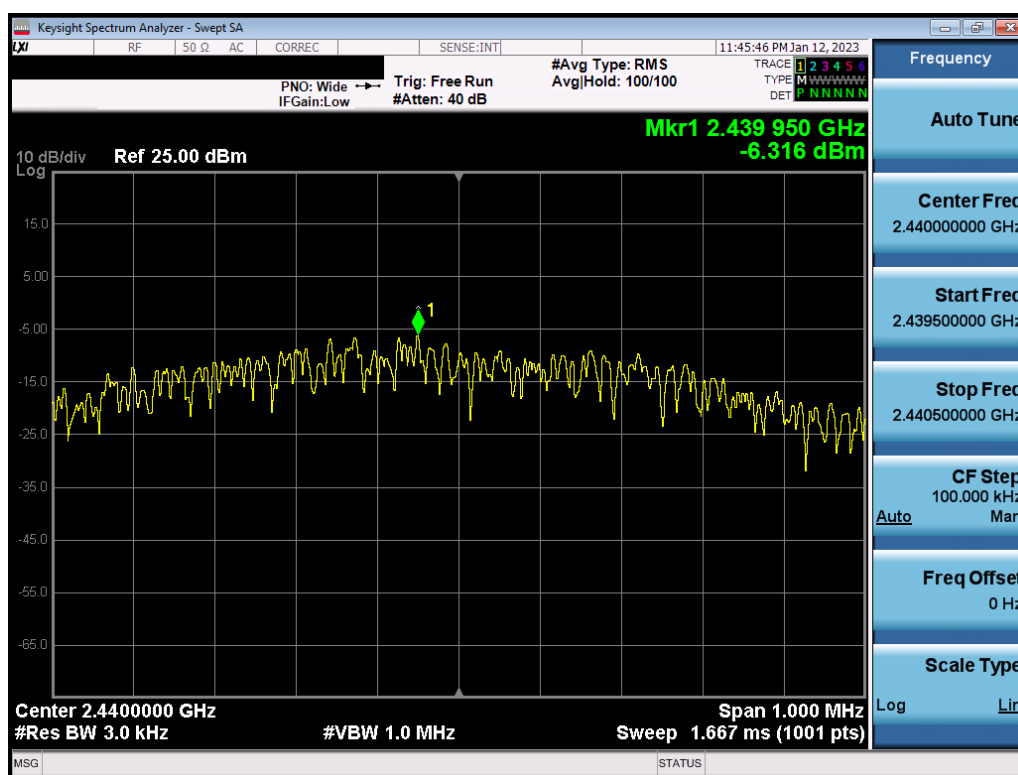 Keysight Spectrum Analyzer - Swept SA
LXI RF 50 Ω AC CORREC SENSE:INT 11:45:46 PM Jan 12, 2023
PNO: Wide
IFGain:Low
Trig: Free Run
#Atten: 40 dB
#Avg Type: RMS
Avg|Hold: 100/100
TRACE 1 2 3 4 5 6
TYPE M W W W W W
DET P N N N N N
Mkr1 2.439 950 GHz
-6.316 dBm
10 dB/div
Log
Ref 25.00 dBm
15.0
5.00
-5.00
-15.0
-25.0
-35.0
-45.0
-55.0
-65.0
1
Center 2.4400000 GHz
Span 1.000 MHz
#Res BW 3.0 kHz
#VBW 1.0 MHz
Sweep 1.667 ms (1001 pts)
MSG
STATUS
Frequency
Auto Tune
Center Freq
2.440000000 GHz
Start Freq
2.439500000 GHz
Stop Freq
2.440500000 GHz
CF Step
100.000 kHz
Auto Man
Freq Offset
0 Hz
Scale Type
Log Lin